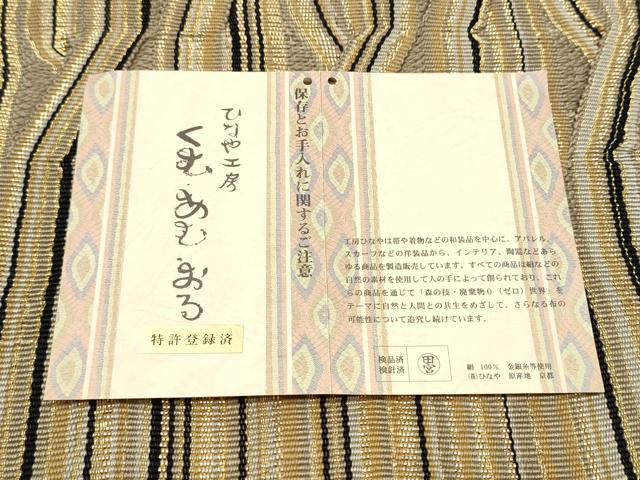 ひなや工房
くむ・あむ・おる
特許登録済
保存とお手入れに関するご注意
工房ひなやは帯や着物などの和装品を中心に、アパレル、
スカーフなどの洋装品から、インテリア、陶器などあら
ゆる商品を製造販売しています。すべての商品は絹などの
自然の素材を使用して人の手によって創られており、これ
らの商品を通じて「森の技・廃棄物0(ゼロ)世界」を
テーマに自然と人間との共生をめざして、さらなる布の
可能性について追究し続けています。
検品済
検針済
田宮
絹 100% 金銀糸等使用
㈱ひなや 原産地 京都